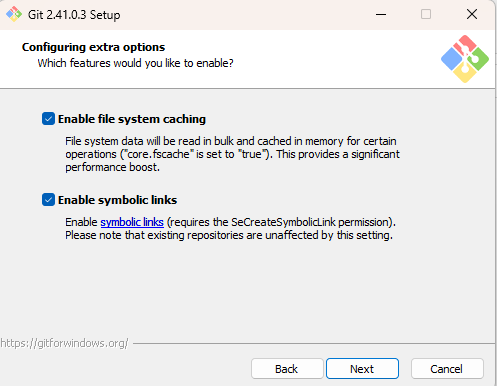 Git 2.41.0.3 Setup
Configuring extra options
Which features would you like to enable?
Enable file system caching
File system data will be read in bulk and cached in memory for certain
operations ("core.fscache" is set to "true"). This provides a significant
performance boost.
Enable symbolic links
Enable symbolic links (requires the SeCreateSymbolicLink permission).
Please note that existing repositories are unaffected by this setting.
https://gitforwindows.org/
Back
Next
Cancel